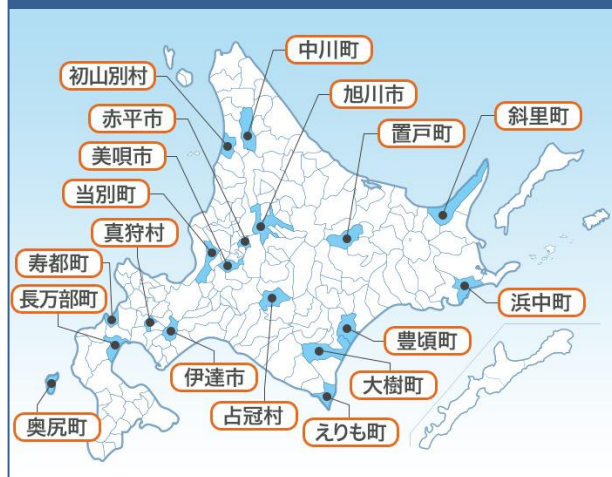 中川町
初山別村
旭川市
赤平市
置戸町
斜里町
美唄市
当別町
真狩村
寿都町
長万部町
浜中町
豊頃町
伊達市
大樹町
占冠村
奥尻町
えりも町